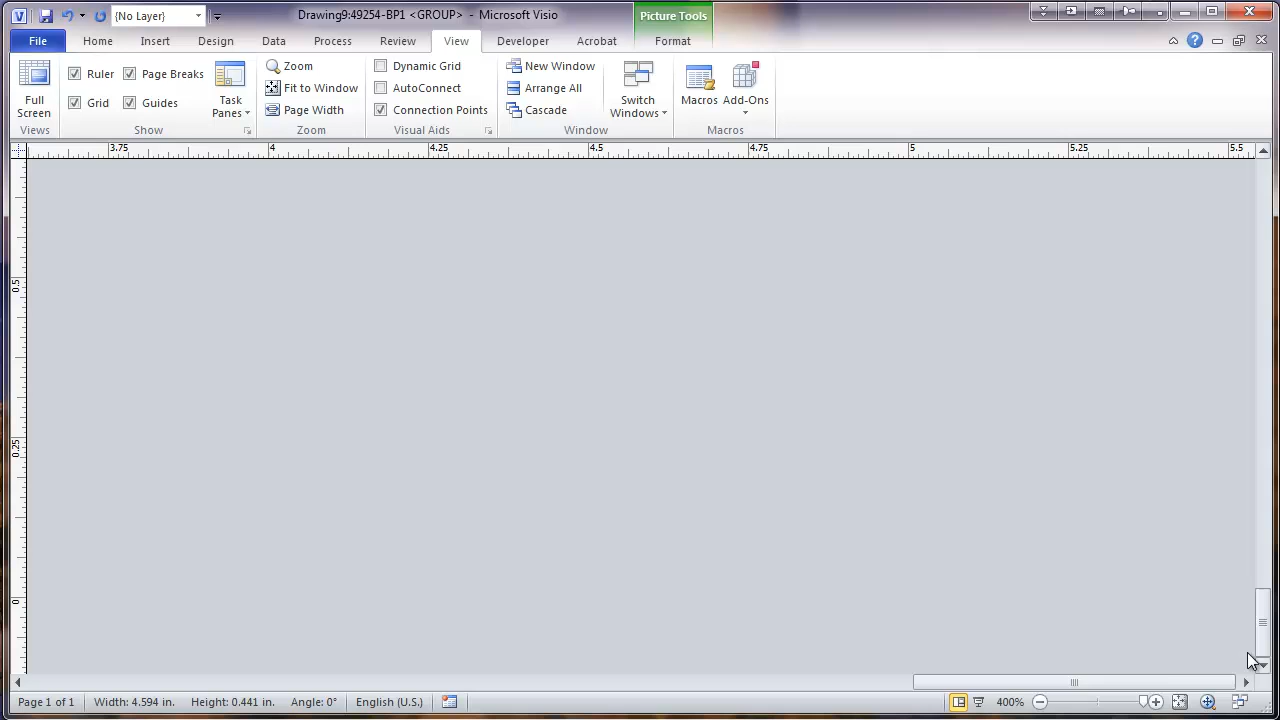 {No Layer}
Drawing9:49254-BP1 <GROUP> - Microsoft Visio
Picture Tools
File
Home
Insert
Design
Data
Process
Review
View
Developer
Acrobat
Format
Full Screen
Views
Ruler
Page Breaks
Grid
Guides
Show
Task Panes
Zoom
Fit to Window
Page Width
Zoom
Dynamic Grid
AutoConnect
Connection Points
Visual Aids
New Window
Arrange All
Cascade
Switch Windows
Window
Macros
Add-Ons
Macros
3.75 4 4.25 4.5 4.75 5 5.25 5.5
0.5
0.25
0
Page 1 of 1
Width: 4.594 in.
Height: 0.441 in.
Angle: 0°
English (U.S.)
400%